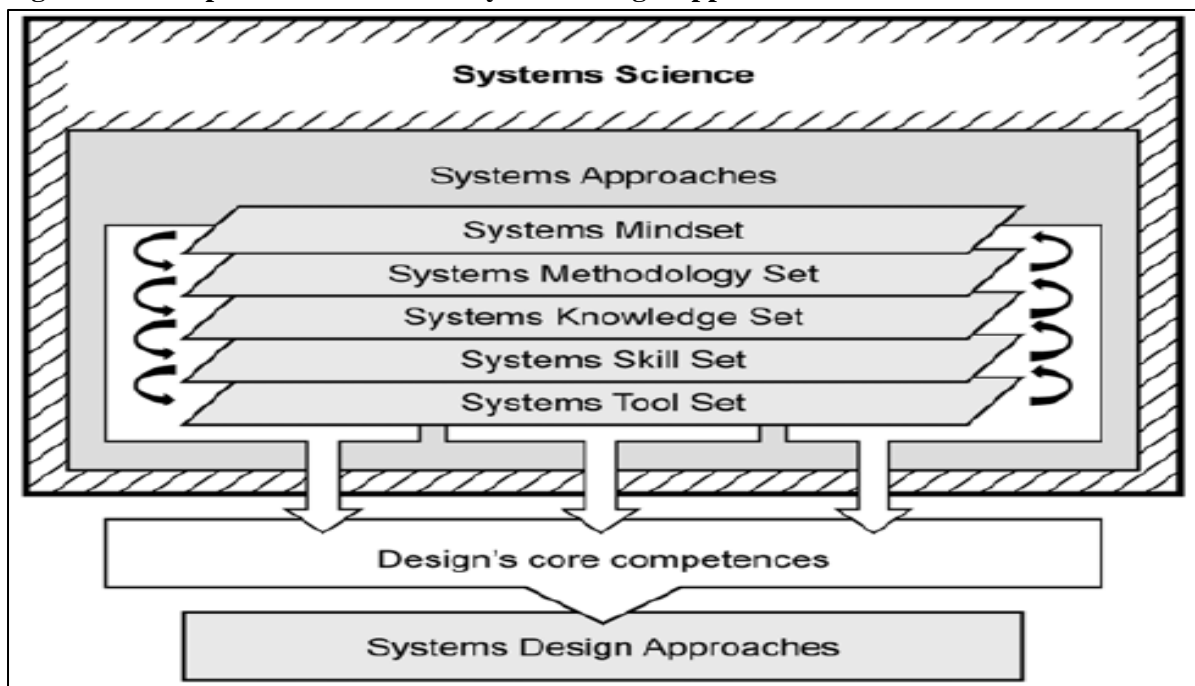 Systems Science
Systems Approaches
Systems Mindset
Systems Methodology Set
Systems Knowledge Set
Systems Skill Set
Systems Tool Set
Design's core competences
Systems Design Approaches